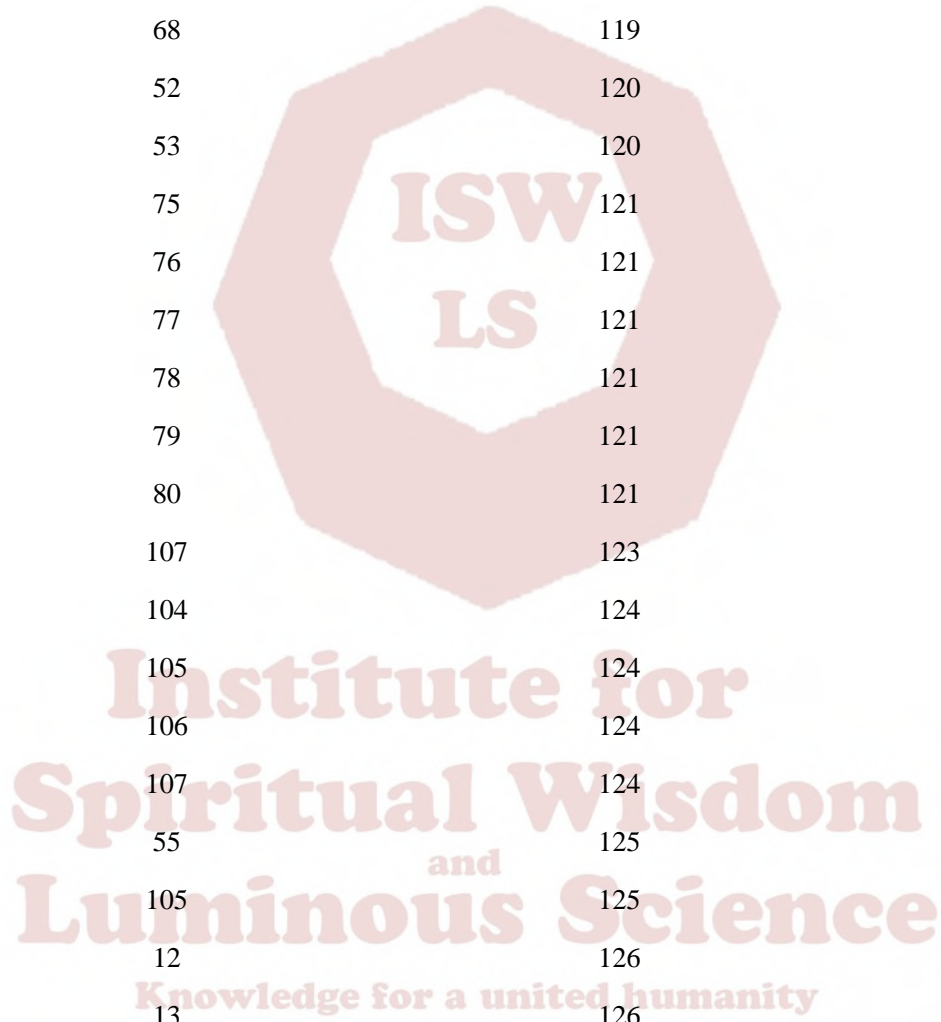 68 119
52 120
53 120
ISW
75 121
76 121
LS
77 121
78 121
79 121
80 121
107 123
104 124
Institute for
105 124
106 124
Spiritual Wisdom
107 124
55 125
and
Luminous Science
105 125
12 126
Knowledge for a united humanity
13 126